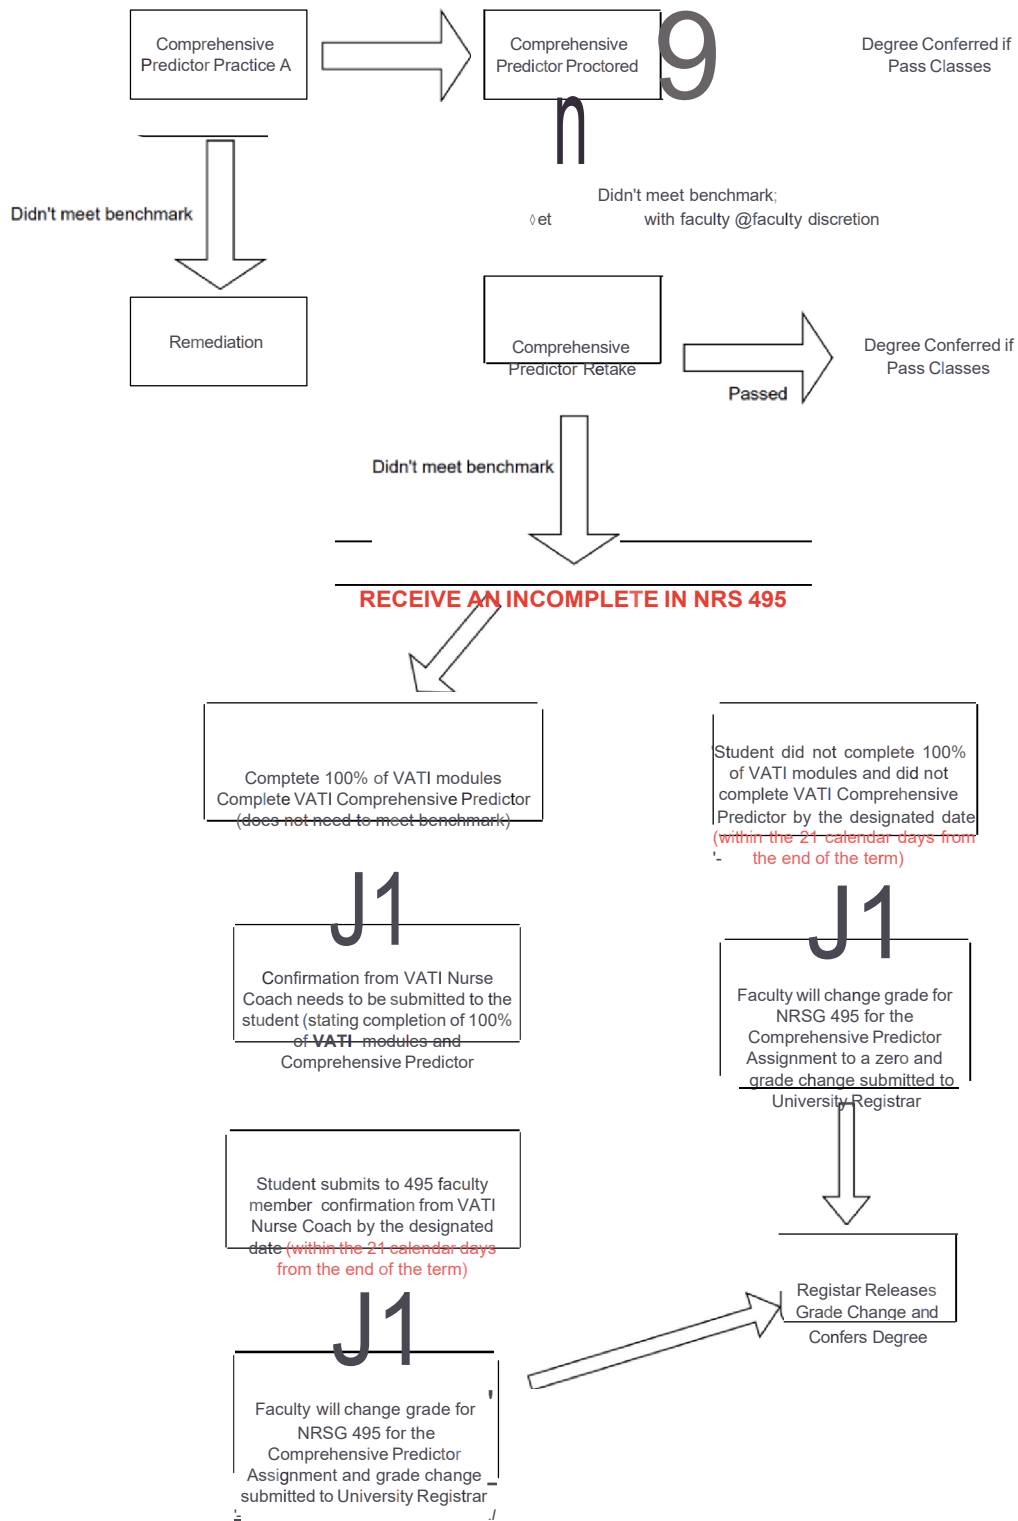 Comprehensive
Predictor Practice A
Comprehensive
Predictor Proctored
9
Degree Conferred if
Pass Classes
n
Didn't meet benchmark
Didn't meet benchmark;
◊ et with faculty @faculty discretion
Remediation
Comprehensive
Predictor Retake
Passed
Degree Conferred if
Pass Classes
Didn't meet benchmark
RECEIVE AN INCOMPLETE IN NRS 495
Comptete 100% of VATI modules
Complete VATI Comprehensive Predictor
(does not need to meet benchmark)
'Student did not complete 100%
of VATI modules and did not
complete VATI Comprehensive
Predictor by the designated date
(within the 21 calendar days from
'- the end of the term)
J1
J1
Confirmation from VATI Nurse
Coach needs to be submitted to the
student (stating completion of 100%
of VATI modules and
Comprehensive Predictor
Faculty will change grade for
NRSG 495 for the
Comprehensive Predictor
Assignment to a zero and
grade change submitted to
University Registrar
Student submits to 495 faculty
member confirmation from VATI
Nurse Coach by the designated
date (within the 21 calendar days
from the end of the term)
J1
Registar Releases
Grade Change and
Confers Degree
Faculty will change grade for '
NRSG 495 for the
Comprehensive Predictor
Assignment and grade change
submitted to University Registrar
'- ./